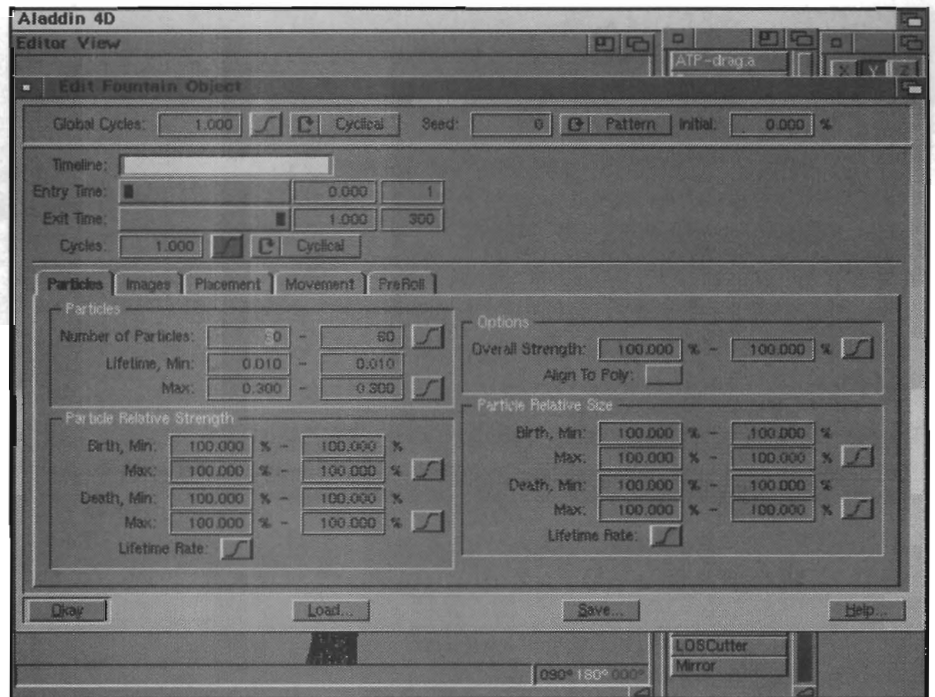 Aladdin 4D
Editor View
ATP-drag.a
X Y Z
Edit Fountain Object
Global Cycles: 1.000 Cyclical Seed: 0 Pattern Initial: 0.000 %
Timeline:
Entry Time: 0.000 1
Exit Time: 1.000 300
Cycles: 1.000 Cyclical
Particles Images Placement Movement PreRoll
Particles
Number of Particles: 60 - 60
Lifetime, Min: 0.010 - 0.010
Max: 0.300 - 0.300
Options
Overall Strength: 100.000 % - 100.000 %
Align To Poly:
Particle Relative Strength
Birth, Min: 100.000 % - 100.000 %
Max: 100.000 % - 100.000 %
Death, Min: 100.000 % - 100.000 %
Max: 100.000 % - 100.000 %
Lifetime Rate:
Particle Relative Size
Birth, Min: 100.000 % - 100.000 %
Max: 100.000 % - 100.000 %
Death, Min: 100.000 % - 100.000 %
Max: 100.000 % - 100.000 %
Lifetime Rate:
Okay Load... Save... Help...
LOSCutter
Mirror
090° 180° 000°